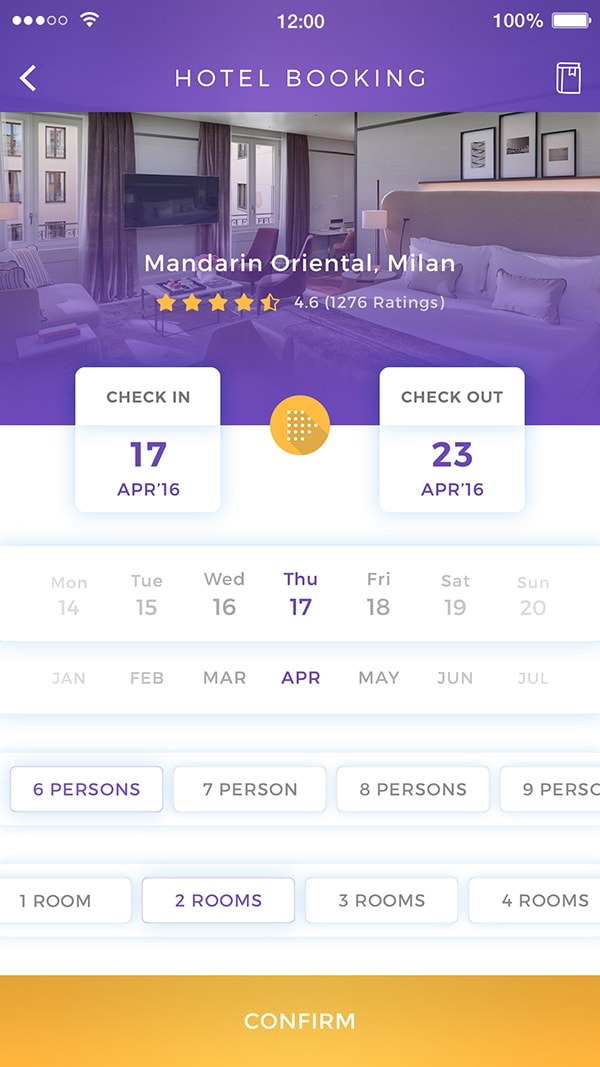 12:00 100%
HOTEL BOOKING
Mandarin Oriental, Milan
4.6 (1276 Ratings)
CHECK IN CHECK OUT
17 23
APR'16 APR'16
Mon Tue Wed Thu Fri Sat Sun
14 15 16 17 18 19 20
JAN FEB MAR APR MAY JUN JUL
6 PERSONS 7 PERSON 8 PERSONS 9 PERSO
1 ROOM 2 ROOMS 3 ROOMS 4 ROOMS
CONFIRM